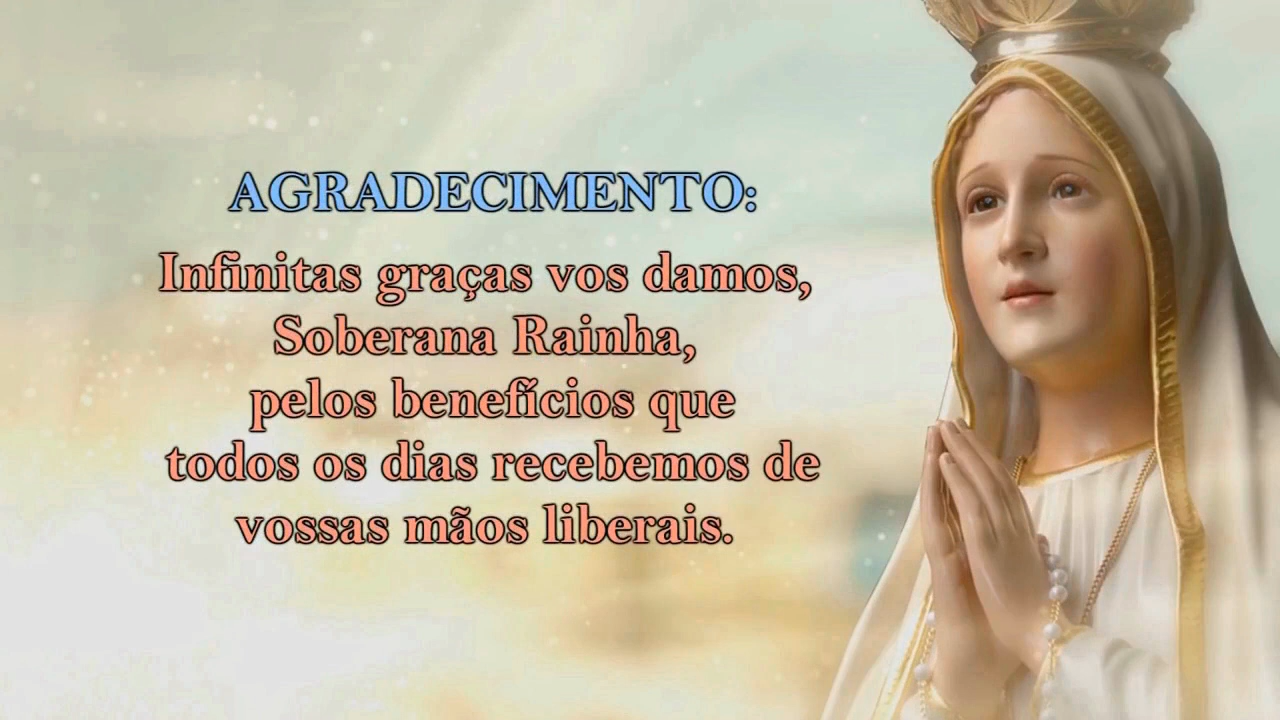 AGRADECIMENTO:
Infinitas graças vos damos,
Soberana Rainha,
pelos benefícios que
todos os dias recebemos de
vossas mãos liberais.